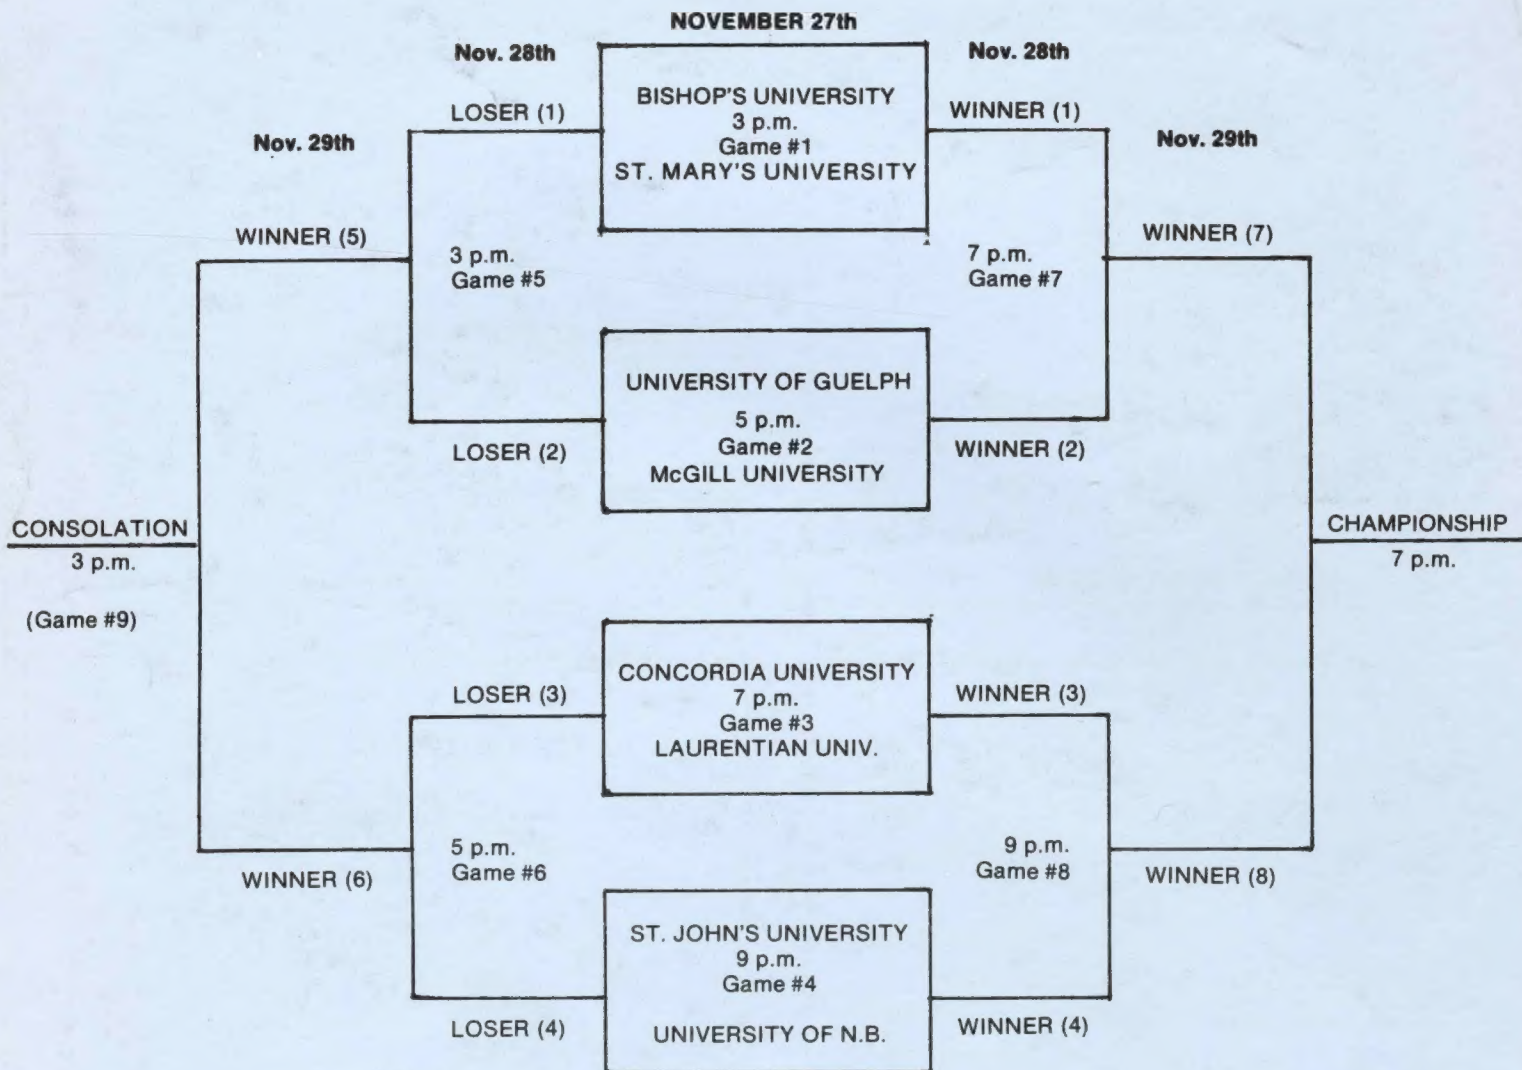 NOVEMBER 27th
Nov. 28th
Nov. 28th
BISHOP'S UNIVERSITY
3 p.m.
Game #1
ST. MARY'S UNIVERSITY
LOSER (1)
WINNER (1)
Nov. 29th
Nov. 29th
WINNER (5)
3 p.m.
Game #5
7 p.m.
Game #7
WINNER (7)
UNIVERSITY OF GUELPH
5 p.m.
Game #2
McGILL UNIVERSITY
LOSER (2)
WINNER (2)
CONSOLATION
3 p.m.
(Game #9)
CHAMPIONSHIP
7 p.m.
CONCORDIA UNIVERSITY
7 p.m.
Game #3
LAURENTIAN UNIV.
LOSER (3)
WINNER (3)
WINNER (6)
5 p.m.
Game #6
9 p.m.
Game #8
WINNER (8)
ST. JOHN'S UNIVERSITY
9 p.m.
Game #4
UNIVERSITY OF N.B.
LOSER (4)
WINNER (4)